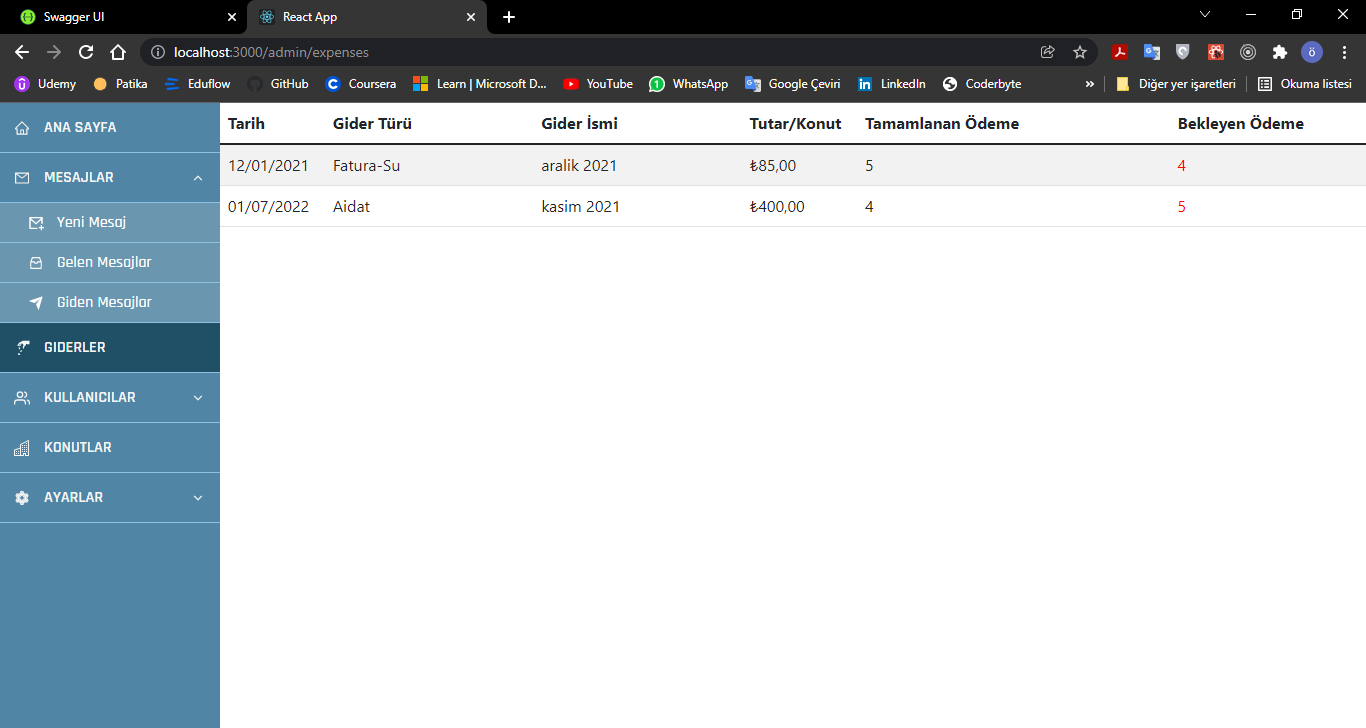 Swagger UI
React App
localhost:3000/admin/expenses
ö
Udemy Patika Eduflow GitHub Coursera Learn | Microsoft D... YouTube WhatsApp Google Çeviri LinkedIn Coderbyte » Diğer yer işaretleri Okuma listesi
ANA SAYFA
MESAJLAR
Yeni Mesaj
Gelen Mesajlar
Giden Mesajlar
GIDERLER
KULLANICILAR
KONUTLAR
AYARLAR
Tarih Gider Türü Gider İsmi Tutar/Konut Tamamlanan Ödeme Bekleyen Ödeme
12/01/2021 Fatura-Su aralik 2021 ₺85,00 5 4
01/07/2022 Aidat kasim 2021 ₺400,00 4 5